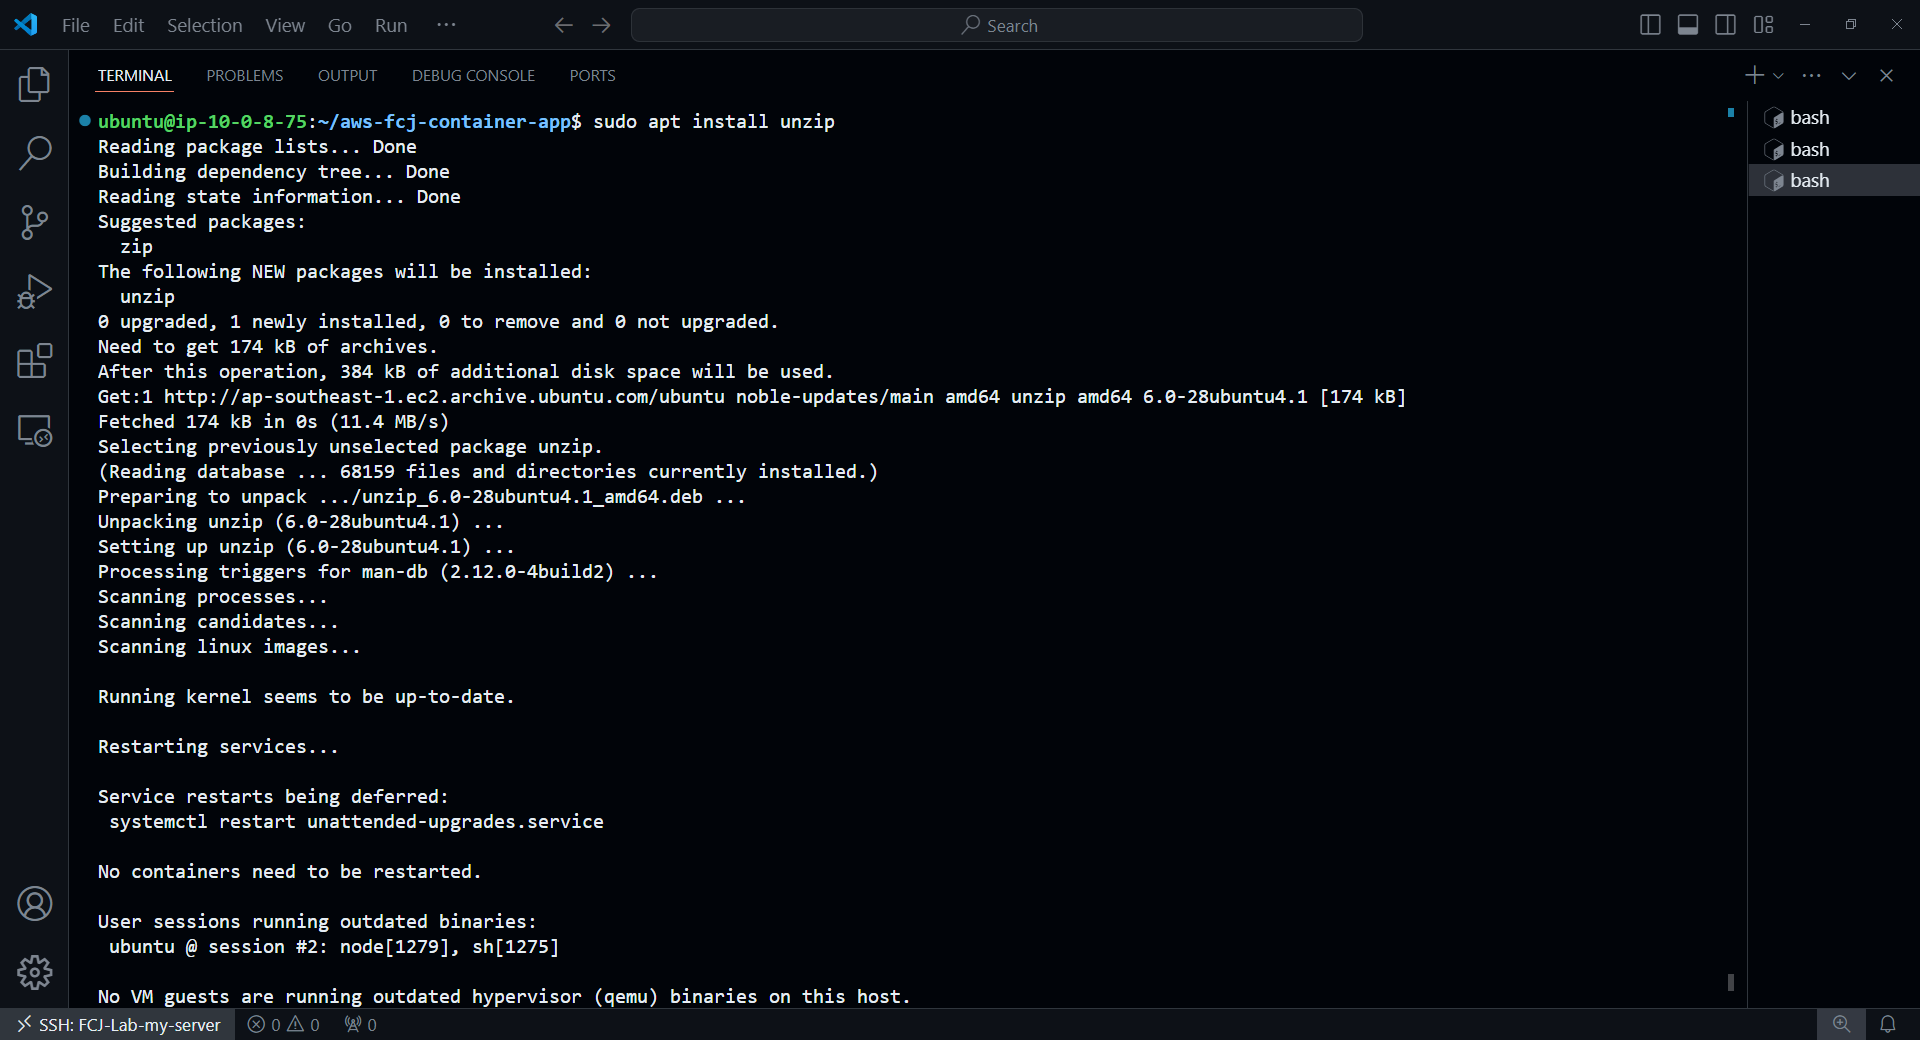 File Edit Selection View Go Run ···
Search
TERMINAL PROBLEMS OUTPUT DEBUG CONSOLE PORTS
ubuntu@ip-10-0-8-75:~/aws-fcj-container-app$ sudo apt install unzip
Reading package lists... Done
Building dependency tree... Done
Reading state information... Done
Suggested packages:
  zip
The following NEW packages will be installed:
  unzip
0 upgraded, 1 newly installed, 0 to remove and 0 not upgraded.
Need to get 174 kB of archives.
After this operation, 384 kB of additional disk space will be used.
Get:1 http://ap-southeast-1.ec2.archive.ubuntu.com/ubuntu noble-updates/main amd64 unzip amd64 6.0-28ubuntu4.1 [174 kB]
Fetched 174 kB in 0s (11.4 MB/s)
Selecting previously unselected package unzip.
(Reading database ... 68159 files and directories currently installed.)
Preparing to unpack .../unzip_6.0-28ubuntu4.1_amd64.deb ...
Unpacking unzip (6.0-28ubuntu4.1) ...
Setting up unzip (6.0-28ubuntu4.1) ...
Processing triggers for man-db (2.12.0-4build2) ...
Scanning processes...
Scanning candidates...
Scanning linux images...
Running kernel seems to be up-to-date.
Restarting services...
Service restarts being deferred:
 systemctl restart unattended-upgrades.service
No containers need to be restarted.
User sessions running outdated binaries:
 ubuntu @ session #2: node[1279], sh[1275]
No VM guests are running outdated hypervisor (qemu) binaries on this host.
bash
bash
bash
SSH: FCJ-Lab-my-server 0 0 0